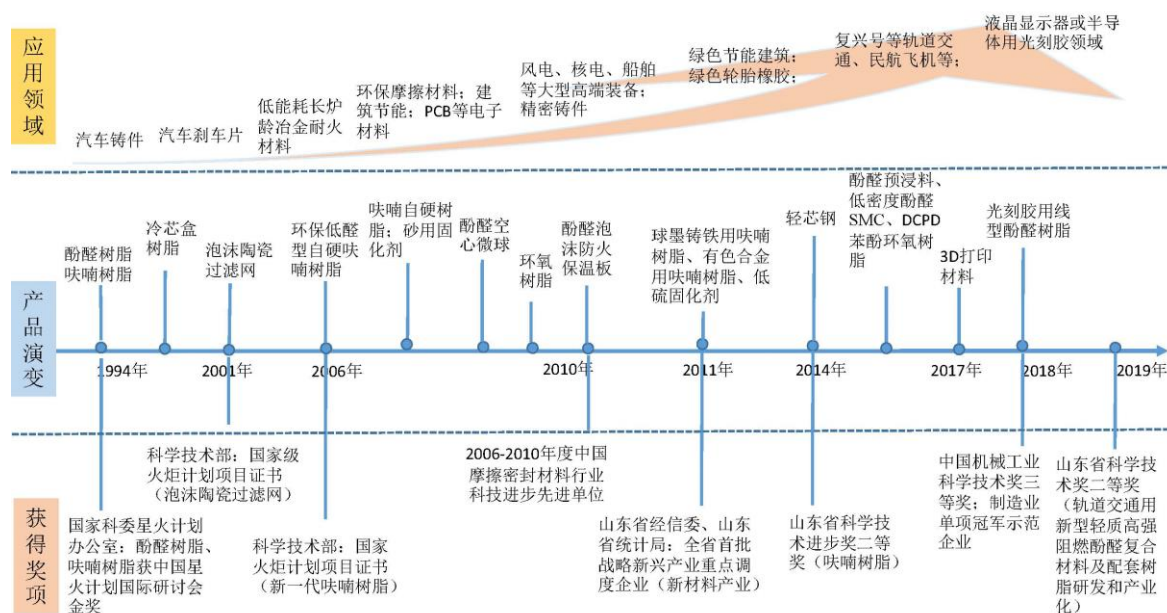 应用领域
汽车铸件
汽车刹车片
低能耗长炉
龄冶金耐火
材料
环保摩擦材料；建
筑节能；PCB等电子
材料
风电、核电、船舶
等大型高端装备；
精密铸件
绿色节能建筑；
绿色轮胎橡胶；
复兴号等轨道交
通、民航飞机等；
液晶显示器或半导
体用光刻胶领域
产品演变
酚醛树脂
呋喃树脂
冷芯盒
树脂
泡沫陶瓷
过滤网
环保低醛
型自硬呋
喃树脂
呋喃自硬树
脂；砂用固
化剂
酚醛空
心微球
环氧
树脂
酚醛泡
沫防火
保温板
球墨铸铁用呋喃
树脂、有色合金
用呋喃树脂、低
硫固化剂
轻芯钢
酚醛预浸料、
低密度酚醛
SMC、DCPD
苯酚环氧树
脂
3D打印
材料
光刻胶用线
型酚醛树脂
1994年
2001年
2006年
2010年
2011年
2014年
2017年
2018年
2019年
获得奖项
国家科委星火计划
办公室：酚醛树脂、
呋喃树脂获中国星
火计划国际研讨会
金奖
科学技术部：国家级
火炬计划项目证书
（泡沫陶瓷过滤网）
科学技术部：国家
火炬计划项目证书
（新一代呋喃树脂）
2006-2010年度中国
摩擦密封材料行业
科技进步先进单位
山东省经信委、山东
省统计局：全省首批
战略新兴产业重点调
度企业（新材料产业）
山东省科学技
术进步奖二等
奖（呋喃树脂）
中国机械工业
科学技术奖三
等奖；制造业
单项冠军示范
企业
山东省科学技
术奖二等奖
（轨道交通用
新型轻质高强
阻燃酚醛复合
材料及配套树
脂研发和产业
化）